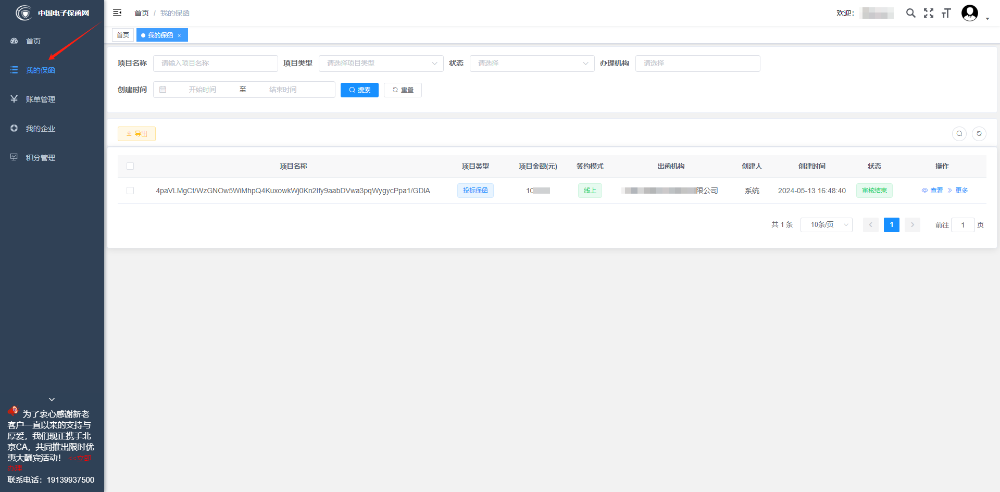 中国电子保函网
首页 / 我的保函
欢迎:
首页
我的保函 ×
首页
我的保函
账单管理
我的企业
积分管理
项目名称 请输入项目名称 项目类型 请选择项目类型 状态 请选择 办理机构 请选择
创建时间 开始时间 至 结束时间 搜索 重置
导出
项目名称 项目类型 项目金额(元) 签约模式 出函机构 创建人 创建时间 状态 操作
4paVLMgCt/WzGNOw5WiMhpQ4KuxowkWj0Kn2Ify9aabDVwa3pqWygycPpa1/GDIA 投标保函 10 线上 限公司 系统 2024-05-13 16:48:40 审核结束 查看 更多
共 1 条 10条/页 1 前往 1 页
为了衷心感谢新老
客户一直以来的支持与
厚爱，我们现正携手北
京CA，共同推出限时优
惠大酬宾活动！ <<立即
办理
联系电话：19139937500